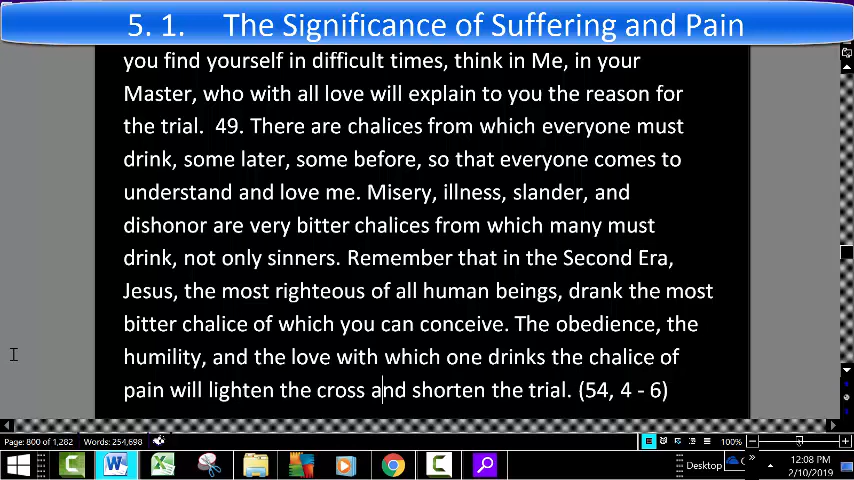 5. 1. The Significance of Suffering and Pain
you find yourself in difficult times, think in Me, in your
Master, who with all love will explain to you the reason for
the trial. 49. There are chalices from which everyone must
drink, some later, some before, so that everyone comes to
understand and love me. Misery, illness, slander, and
dishonor are very bitter chalices from which many must
drink, not only sinners. Remember that in the Second Era,
Jesus, the most righteous of all human beings, drank the most
bitter chalice of which you can conceive. The obedience, the
humility, and the love with which one drinks the chalice of
pain will lighten the cross and shorten the trial. (54, 4 - 6)
Page: 800 of 1,282 Words: 254,698 100%
Desktop » 12:08 PM
2/10/2019